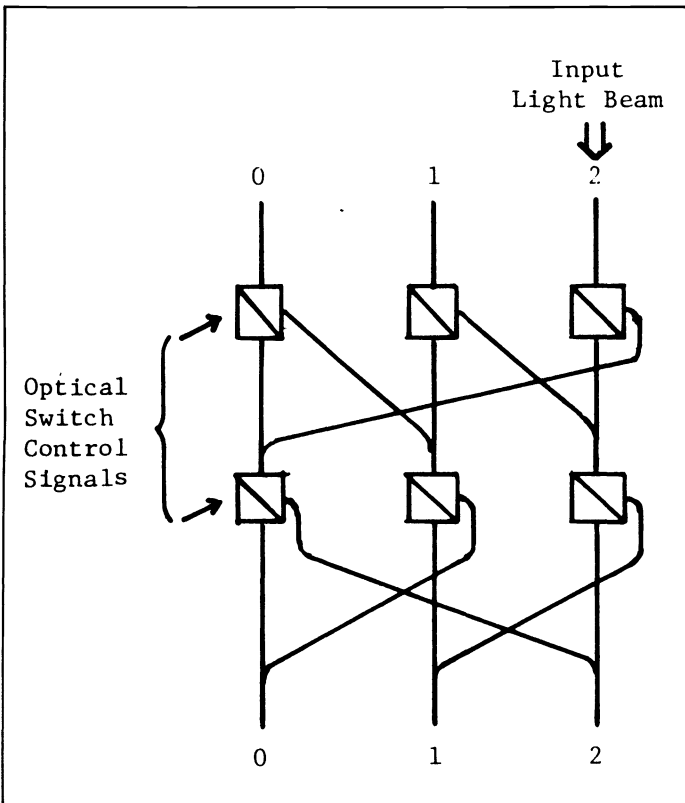 Input
Light Beam
0 1 2
Optical
Switch
Control
Signals
0 1 2